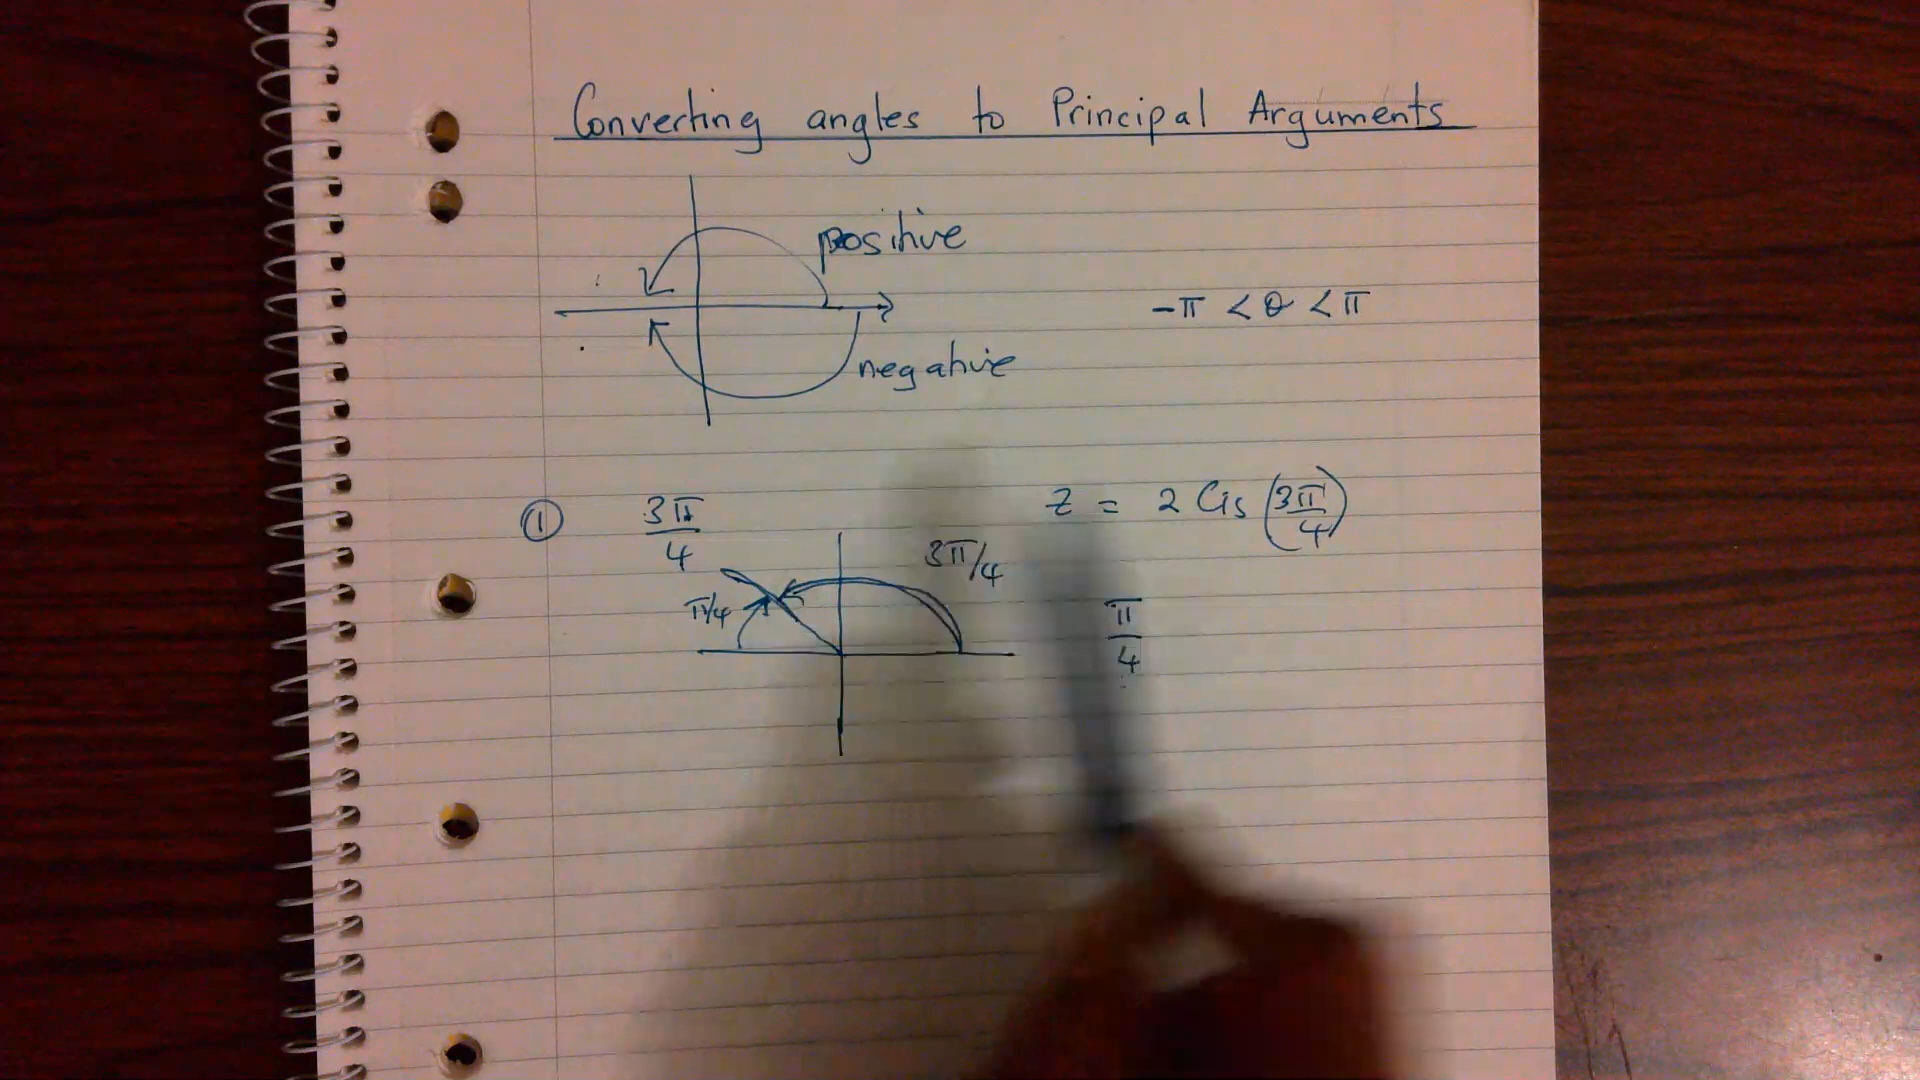 Converting angles to Principal Arguments
positive
-π < θ < π
negative
① 3π/4
z = 2 Cis (3π/4)
3π/4
π/4
π/4